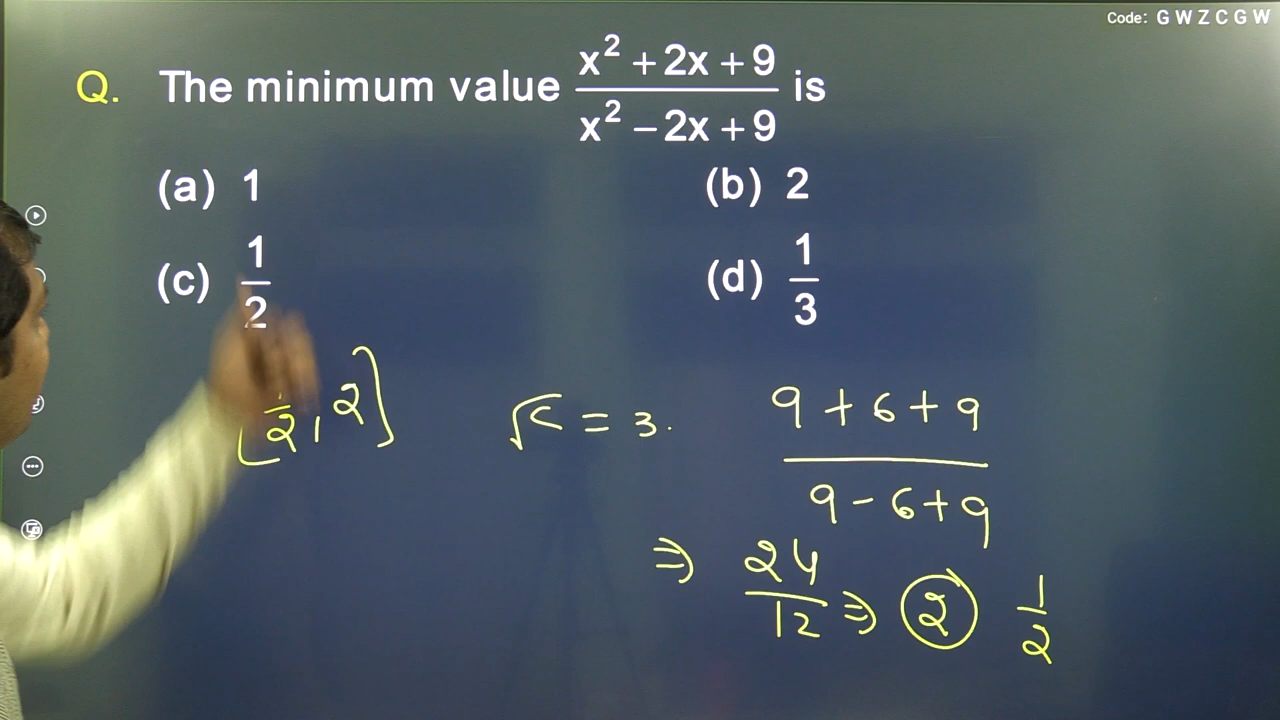 Code: G W Z C G W
Q. The minimum value (x² + 2x + 9)/(x² − 2x + 9) is
(a) 1
(b) 2
(c) 1/2
(d) 1/3
[1/2, 2]
√c = 3.
9 + 6 + 9
9 − 6 + 9
⇒ 24/12 ⇒ 2 1/2